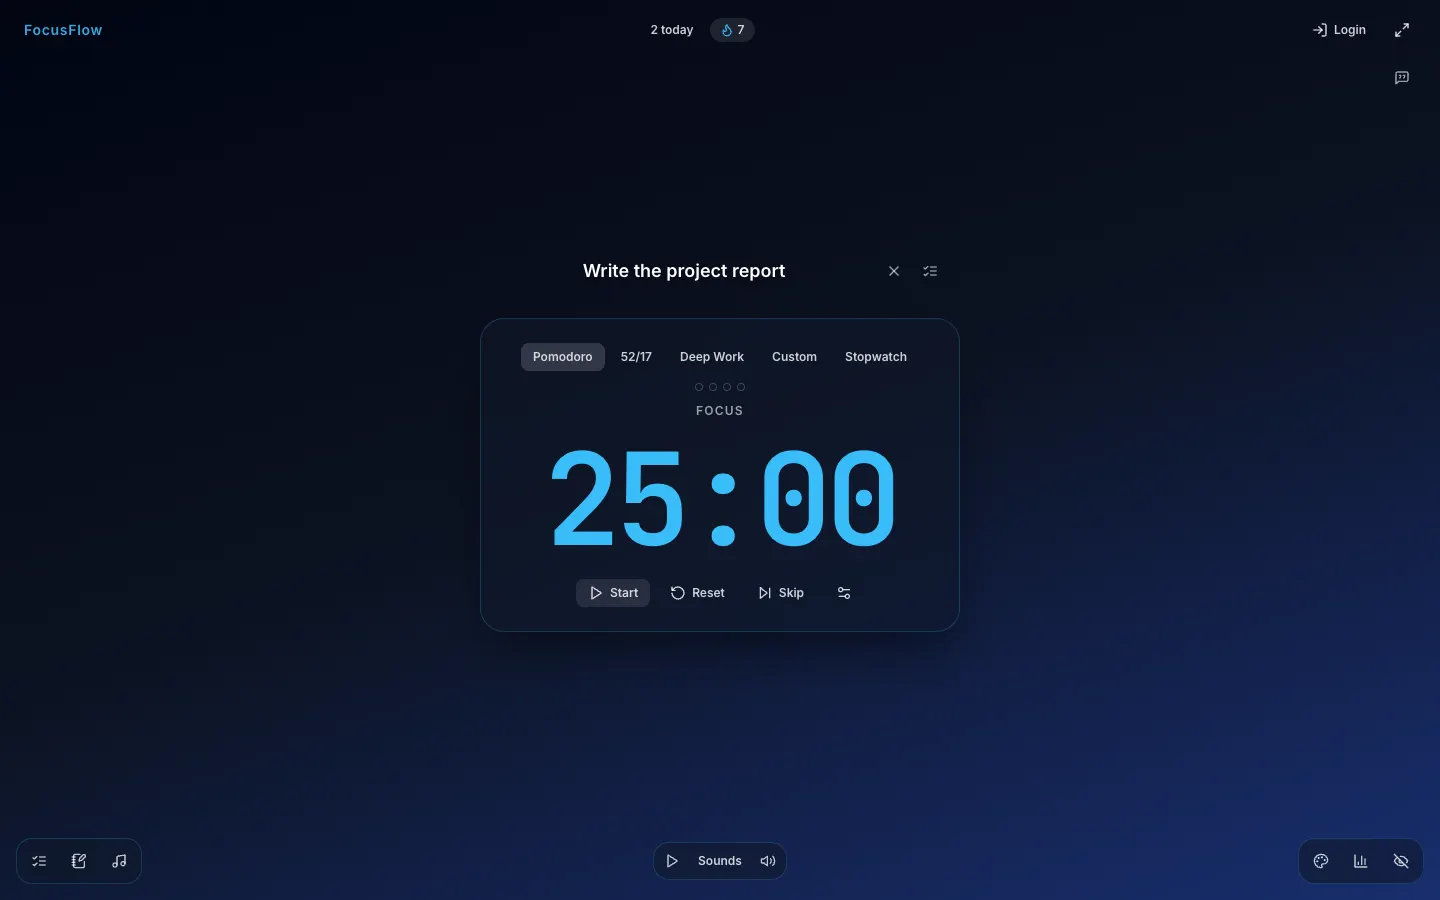 FocusFlow
2 today
7
Login
Write the project report
Pomodoro 52/17 Deep Work Custom Stopwatch
FOCUS
25:00
Start Reset Skip
Sounds